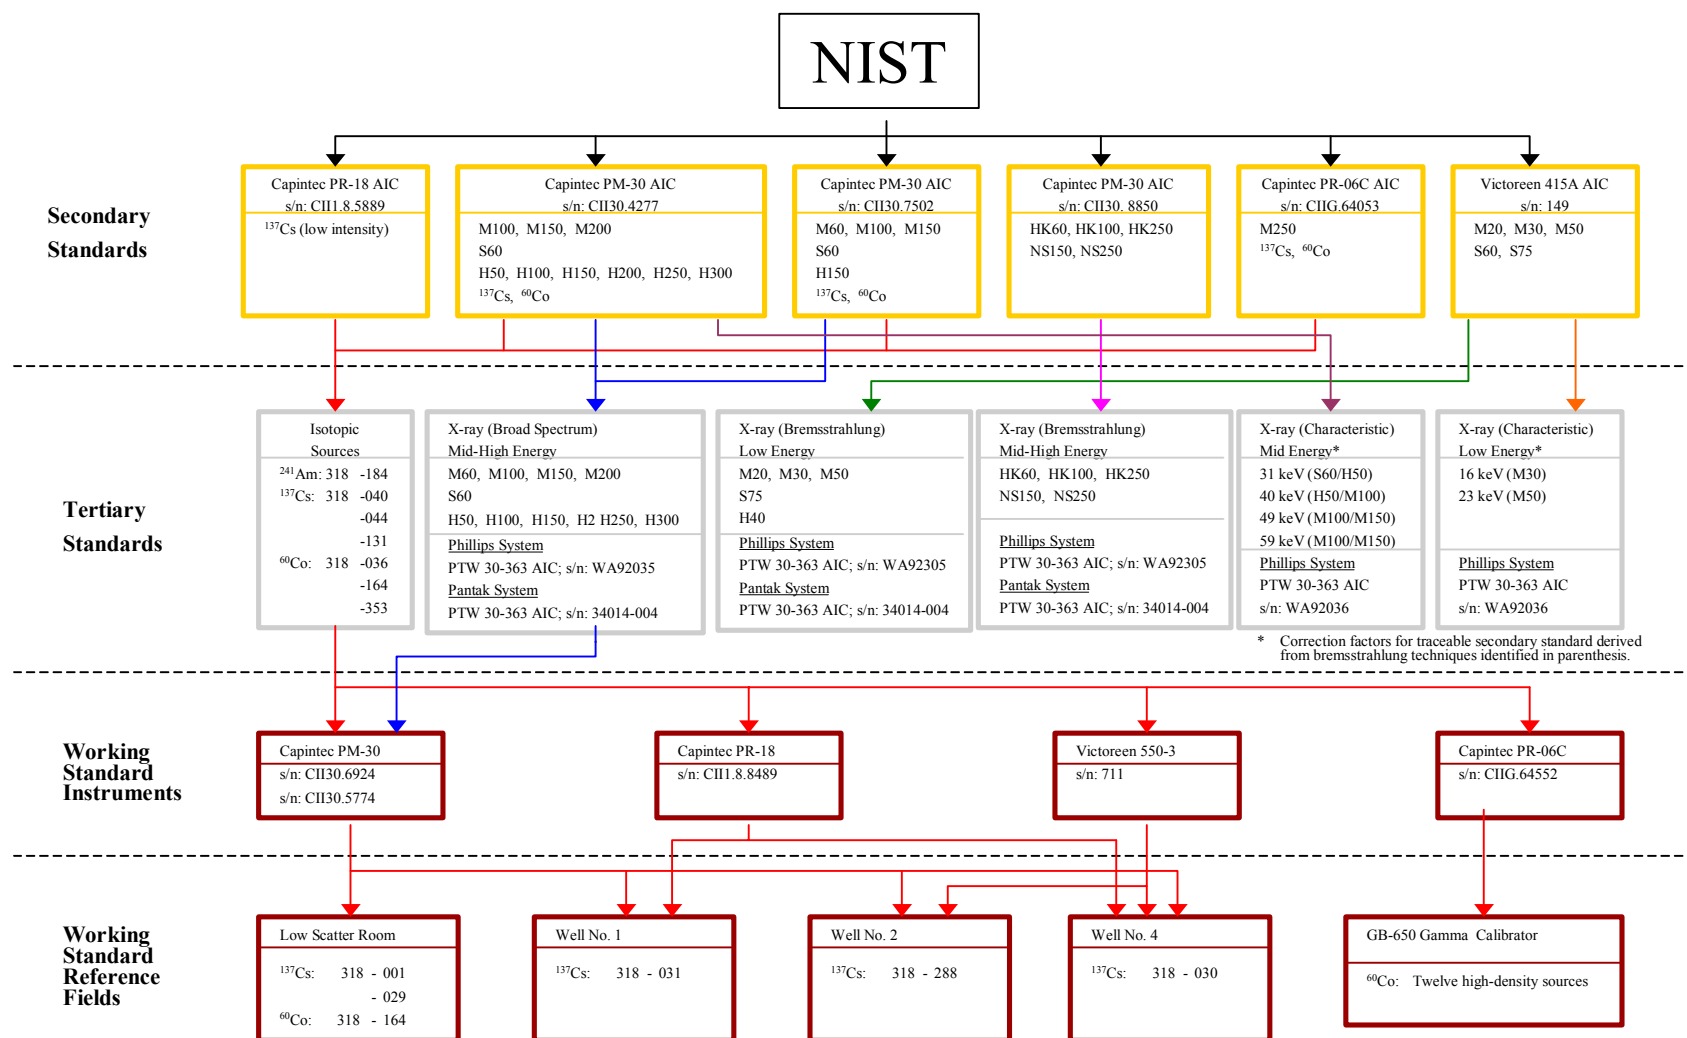 NIST
Secondary
Standards
Capintec PR-18 AIC
s/n: CII1.8.5889
¹³⁷Cs (low intensity)
Capintec PM-30 AIC
s/n: CII30.4277
M100, M150, M200
S60
H50, H100, H150, H200, H250, H300
¹³⁷Cs, ⁶⁰Co
Capintec PM-30 AIC
s/n: CII30.7502
M60, M100, M150
S60
H150
¹³⁷Cs, ⁶⁰Co
Capintec PM-30 AIC
s/n: CII30. 8850
HK60, HK100, HK250
NS150, NS250
Capintec PR-06C AIC
s/n: CIIG.64053
M250
¹³⁷Cs, ⁶⁰Co
Victoreen 415A AIC
s/n: 149
M20, M30, M50
S60, S75
Tertiary
Standards
Isotopic
Sources
²⁴¹Am: 318 -184
¹³⁷Cs: 318 -040
-044
-131
⁶⁰Co: 318 -036
-164
-353
X-ray (Broad Spectrum)
Mid-High Energy
M60, M100, M150, M200
S60
H50, H100, H150, H2 H250, H300
Phillips System
PTW 30-363 AIC; s/n: WA92035
Pantak System
PTW 30-363 AIC; s/n: 34014-004
X-ray (Bremsstrahlung)
Low Energy
M20, M30, M50
S75
H40
Phillips System
PTW 30-363 AIC; s/n: WA92305
Pantak System
PTW 30-363 AIC; s/n: 34014-004
X-ray (Bremsstrahlung)
Mid-High Energy
HK60, HK100, HK250
NS150, NS250
Phillips System
PTW 30-363 AIC; s/n: WA92305
Pantak System
PTW 30-363 AIC; s/n: 34014-004
X-ray (Characteristic)
Mid Energy*
31 keV (S60/H50)
40 keV (H50/M100)
49 keV (M100/M150)
59 keV (M100/M150)
Phillips System
PTW 30-363 AIC
s/n: WA92036
X-ray (Characteristic)
Low Energy*
16 keV (M30)
23 keV (M50)
Phillips System
PTW 30-363 AIC
s/n: WA92036
* Correction factors for traceable secondary standard derived
from bremsstrahlung techniques identified in parenthesis.
Working
Standard
Instruments
Capintec PM-30
s/n: CII30.6924
s/n: CII30.5774
Capintec PR-18
s/n: CII1.8.8489
Victoreen 550-3
s/n: 711
Capintec PR-06C
s/n: CIIG.64552
Working
Standard
Reference
Fields
Low Scatter Room
¹³⁷Cs: 318 - 001
- 029
⁶⁰Co: 318 - 164
Well No. 1
¹³⁷Cs: 318 - 031
Well No. 2
¹³⁷Cs: 318 - 288
Well No. 4
¹³⁷Cs: 318 - 030
GB-650 Gamma Calibrator
⁶⁰Co: Twelve high-density sources